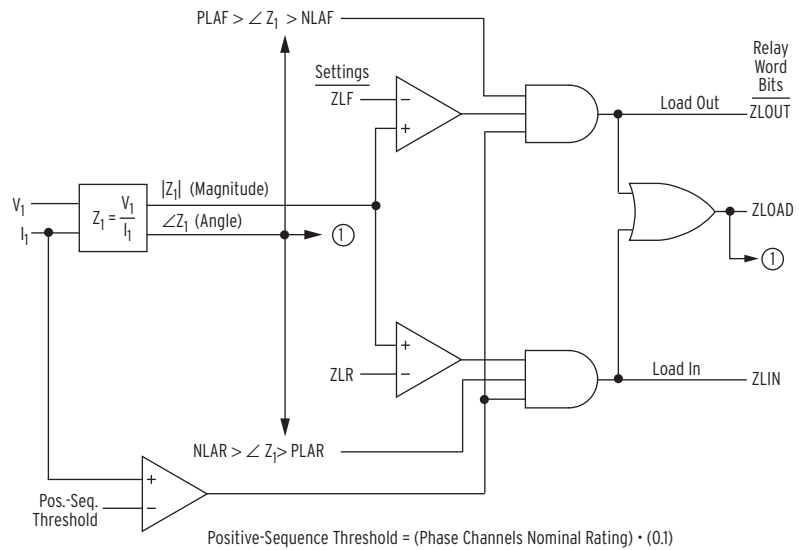 PLAF > ∠ Z1 > NLAF
Relay
Word
Bits
Settings
ZLF
−
+
Load Out
ZLOUT
|Z1| (Magnitude)
V1
I1
Z1 = V1/I1
∠Z1 (Angle)
1
ZLOAD
1
+
ZLR
−
Load In
ZLIN
NLAR > ∠ Z1> PLAR
+
Pos.-Seq.
Threshold
−
Positive-Sequence Threshold = (Phase Channels Nominal Rating) • (0.1)